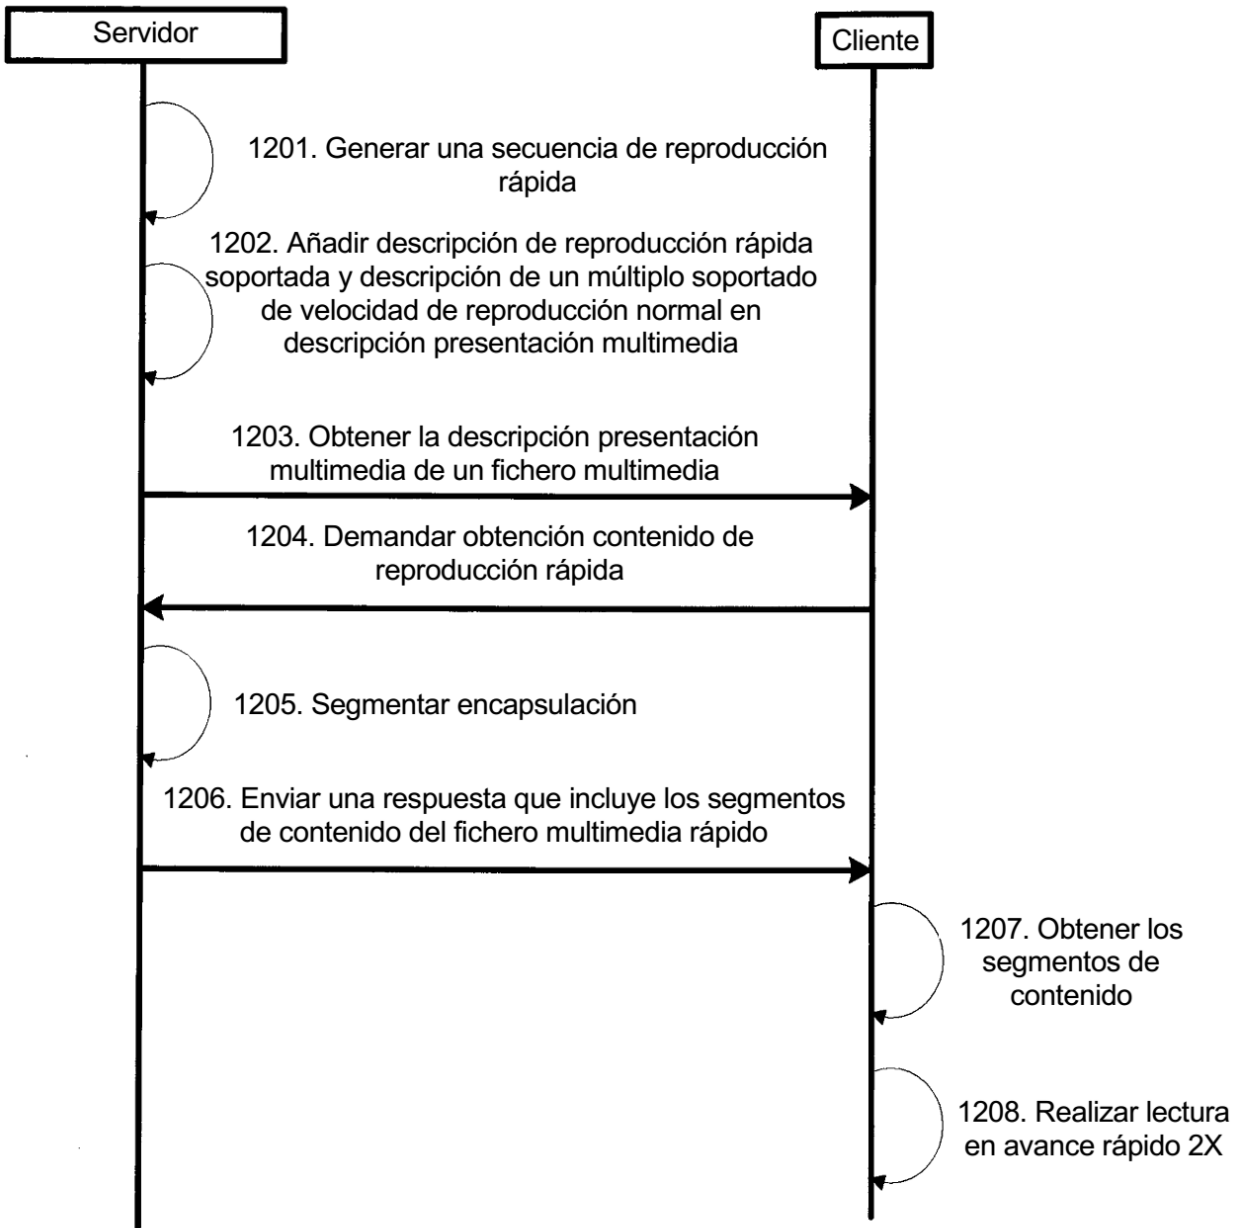 Servidor
Cliente
1201. Generar una secuencia de reproducción
rápida
1202. Añadir descripción de reproducción rápida
soportada y descripción de un múltiplo soportado
de velocidad de reproducción normal en
descripción presentación multimedia
1203. Obtener la descripción presentación
multimedia de un fichero multimedia
1204. Demandar obtención contenido de
reproducción rápida
1205. Segmentar encapsulación
1206. Enviar una respuesta que incluye los segmentos
de contenido del fichero multimedia rápido
1207. Obtener los
segmentos de
contenido
1208. Realizar lectura
en avance rápido 2X